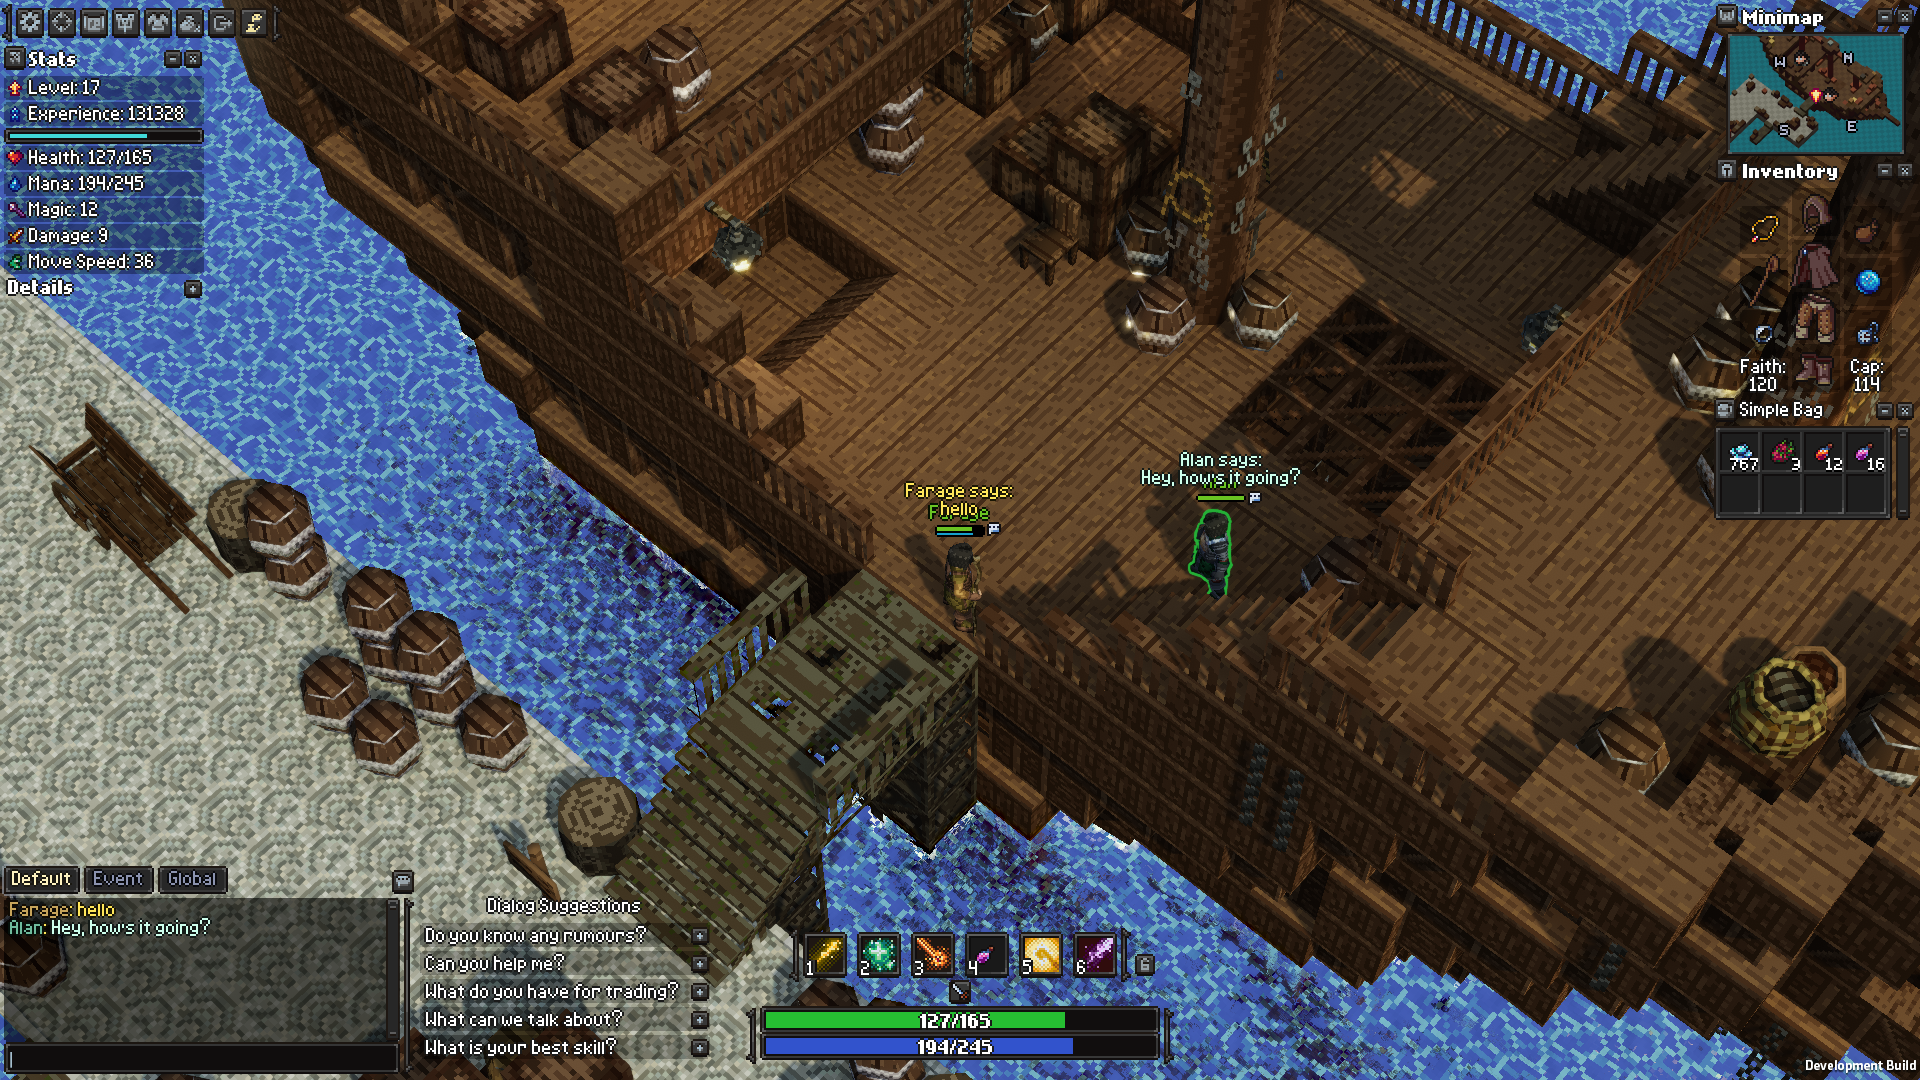 Stats
Level: 17
Experience: 131328
Health: 127/165
Mana: 194/245
Magic: 12
Damage: 9
Move Speed: 36
Details
Minimap
W
N
S
E
Inventory
Faith:
120
Cap:
114
Simple Bag
767
3
12
16
Alan says:
Hey, how's it going?
Farage says:
hello
Farage
Default
Event
Global
Farage: hello
Alan: Hey, how's it going?
Dialog Suggestions
Do you know any rumours?
Can you help me?
What do you have for trading?
What can we talk about?
What is your best skill?
1
2
3
4
5
6
127/165
194/245
Development Build